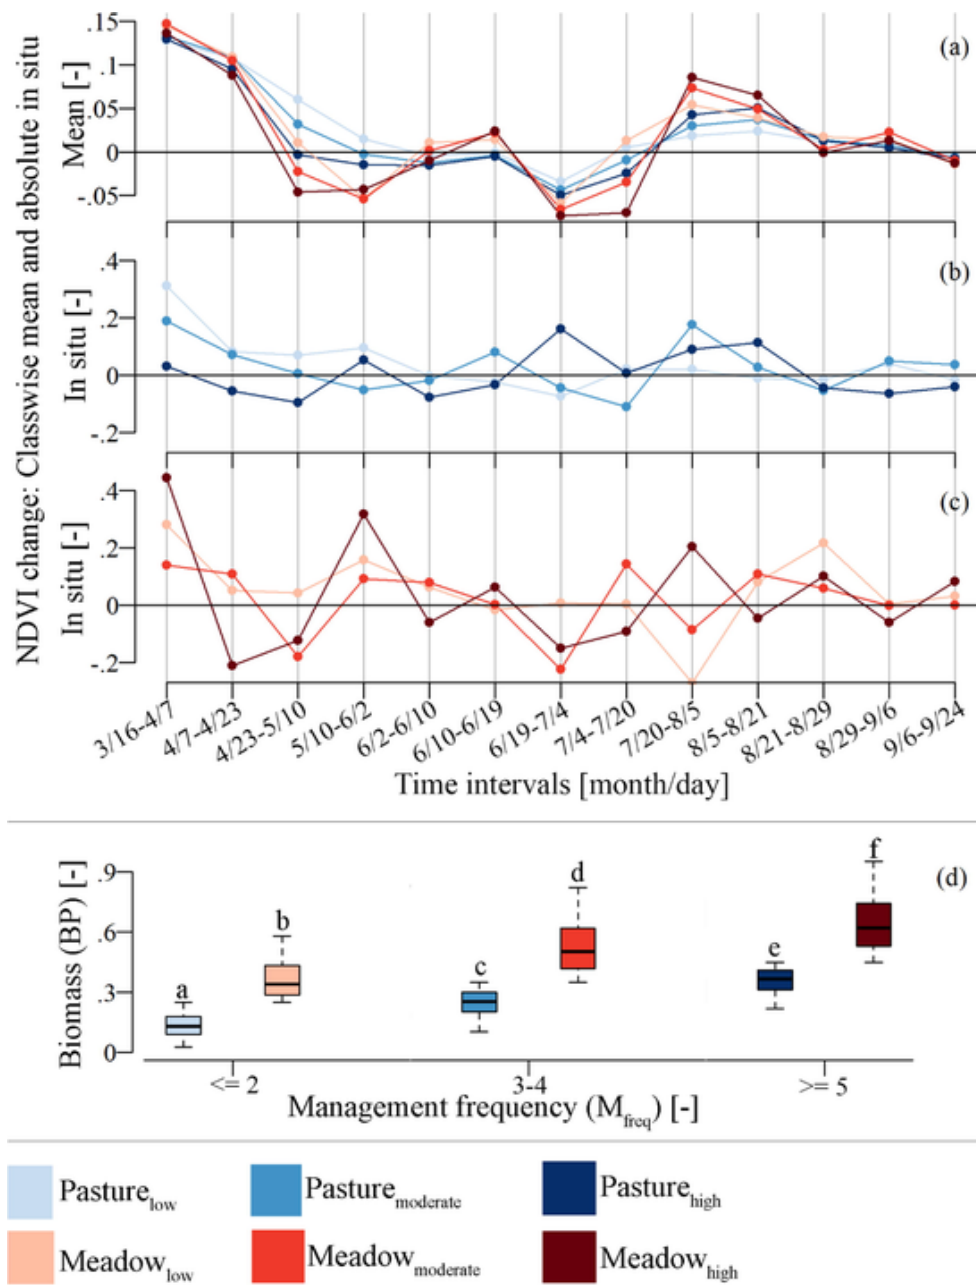 NDVI change: Classwise mean and absolute in situ
Mean [-]
.15
.1
.05
0
-.05
(a)
In situ [-]
.4
.2
0
-.2
(b)
In situ [-]
.4
.2
0
-.2
(c)
3/16-4/7
4/7-4/23
4/23-5/10
5/10-6/2
6/2-6/10
6/10-6/19
6/19-7/4
7/4-7/20
7/20-8/5
8/5-8/21
8/21-8/29
8/29-9/6
9/6-9/24
Time intervals [month/day]
Biomass (BP) [-]
.9
.6
.3
0
a
b
c
d
e
f
(d)
<= 2
3-4
>= 5
Management frequency (Mfreq) [-]
Pasturelow
Pasturemoderate
Pasturehigh
Meadowlow
Meadowmoderate
Meadowhigh